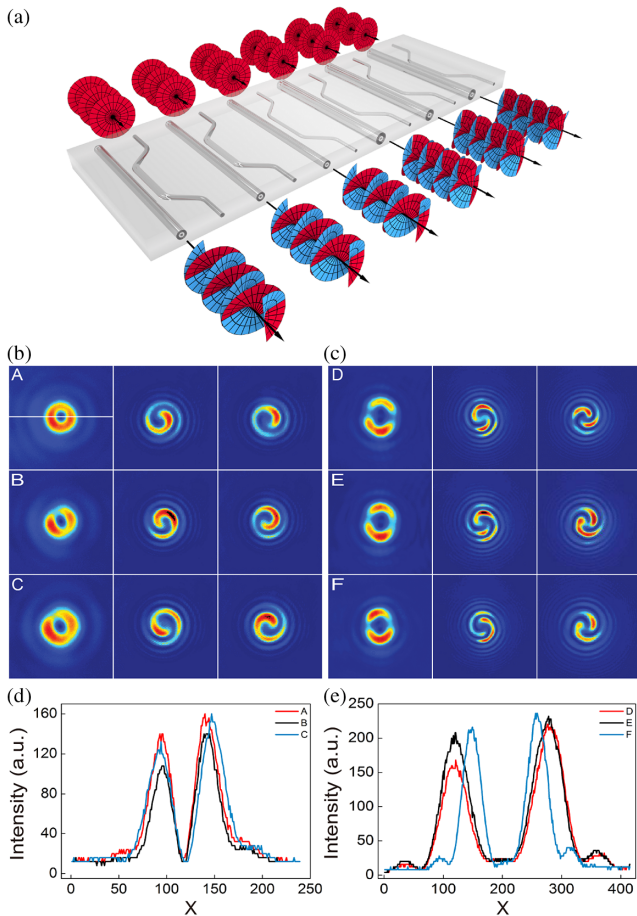 (a)
(b)
(c)
A
D
B
E
C
F
(d)
(e)
Intensity (a.u.)
160
120
80
40
0
0 50 100 150 200 250
X
A
B
C
Intensity (a.u.)
250
200
150
100
50
0
0 100 200 300 400
X
D
E
F